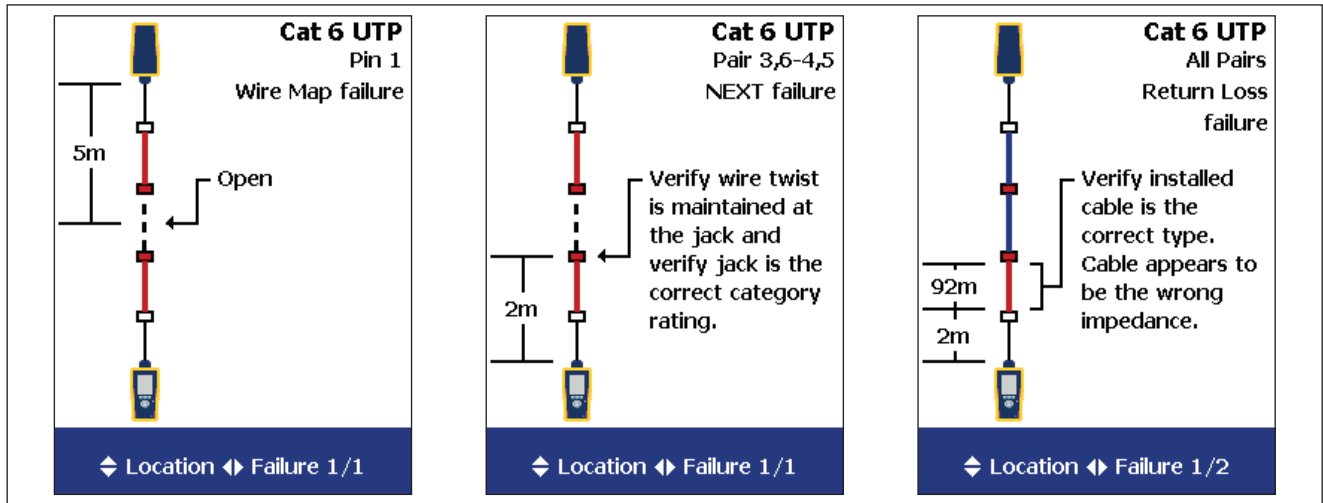 Cat 6 UTP
Pin 1
Wire Map failure
5m
Open
Location Failure 1/1
Cat 6 UTP
Pair 3,6-4,5
NEXT failure
Verify wire twist
is maintained at
the jack and
verify jack is the
correct category
rating.
2m
Location Failure 1/1
Cat 6 UTP
All Pairs
Return Loss
failure
Verify installed
cable is the
correct type.
Cable appears to
be the wrong
impedance.
92m
2m
Location Failure 1/2